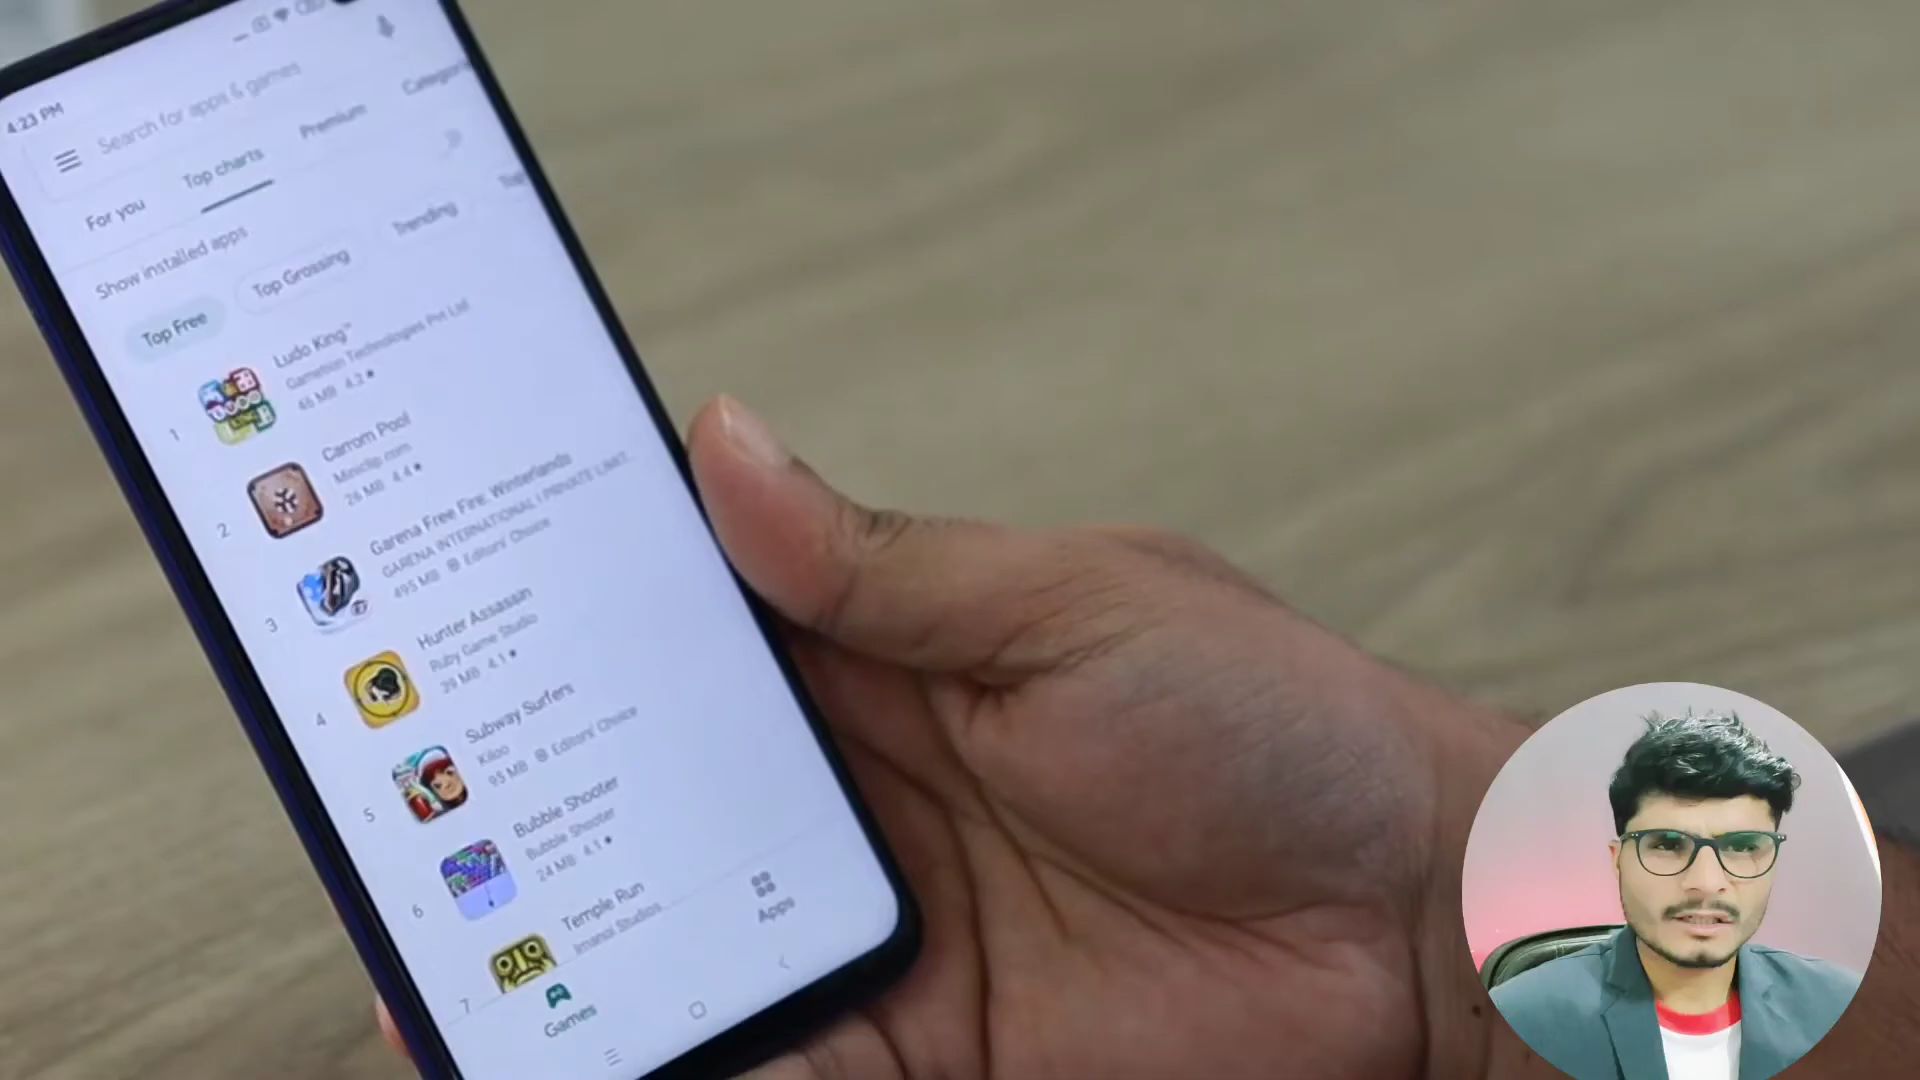 4:23 PM
Search for apps & games
For you
Top charts
Premium
Show installed apps
Top Free
Top Grossing
Trending
1
Ludo King™
Gametion Technologies Pvt Ltd
46 MB 4.2★
2
Carrom Pool
Miniclip.com
26 MB 4.4★
3
Garena Free Fire: Winterlands
GARENA INTERNATIONAL I PRIVATE LIMIT...
495 MB Editors' Choice
4
Hunter Assassin
Ruby Game Studio
39 MB 4.1★
5
Subway Surfers
Kiloo
95 MB Editors' Choice
6
Bubble Shooter
Bubble Shooter
24 MB 4.1★
7
Temple Run
Imangi Studios
Games
Apps